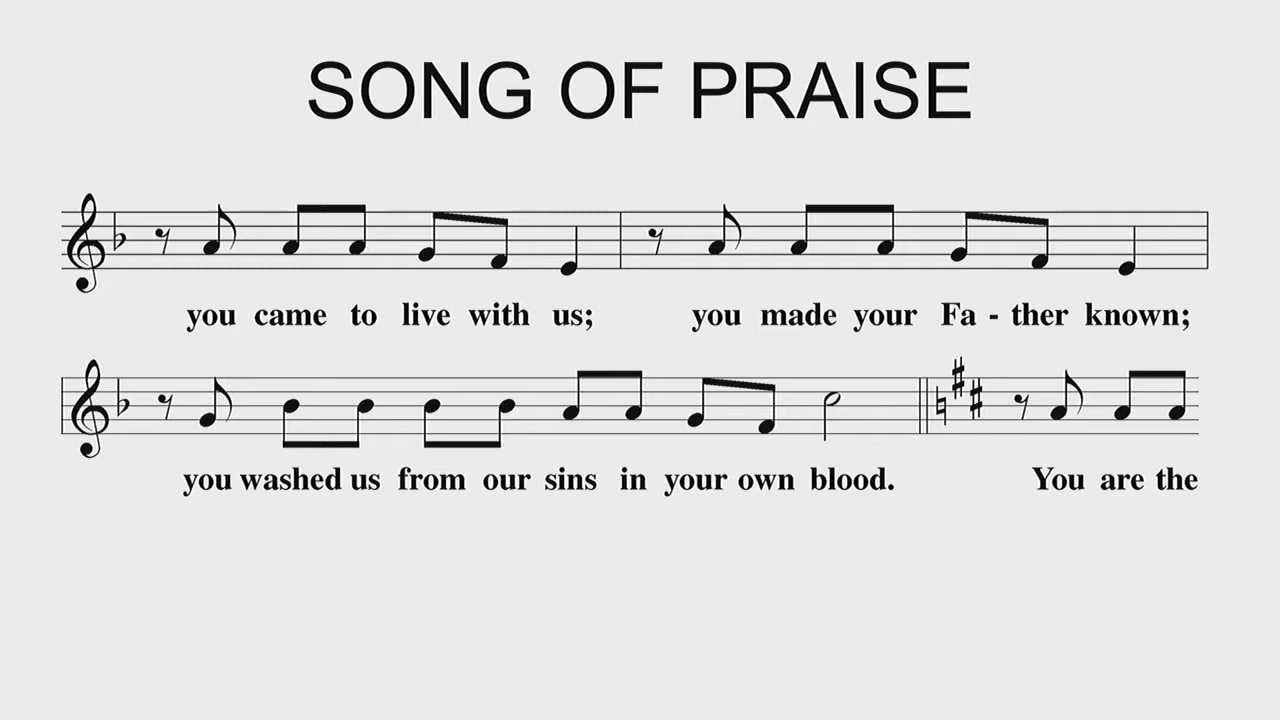 SONG OF PRAISE
you came to live with us; you made your Fa - ther known;
you washed us from our sins in your own blood. You are the